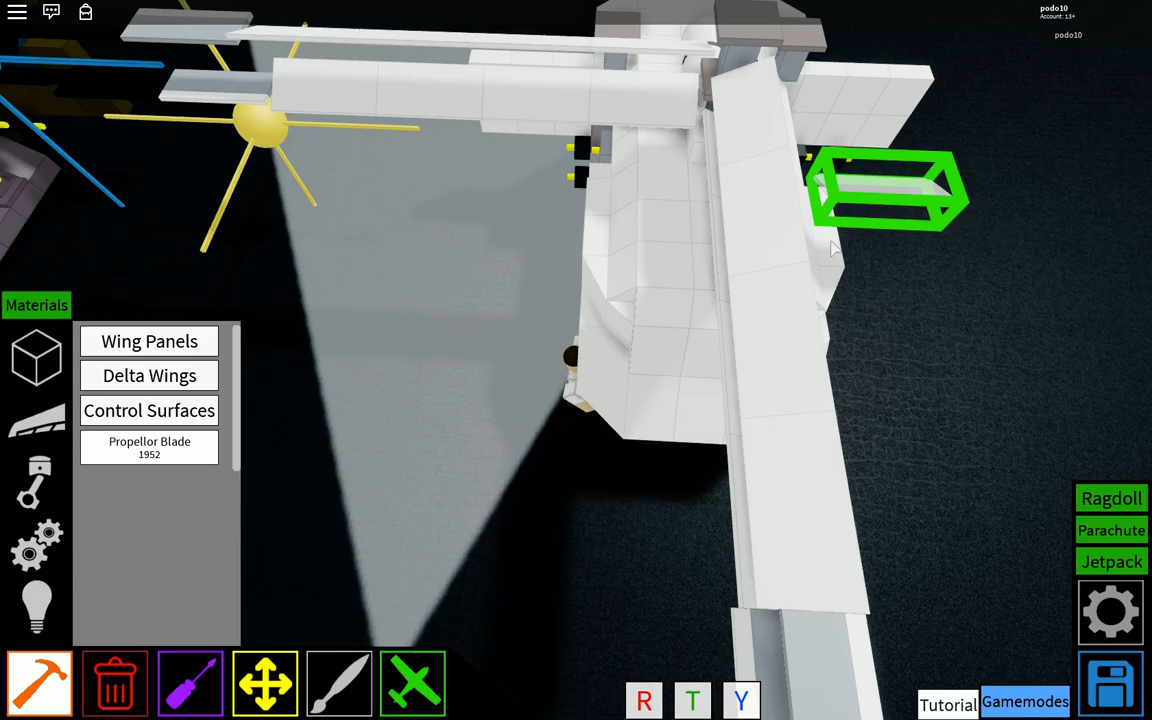 podo10
Account: 13+
podo10
Materials
Wing Panels
Delta Wings
Control Surfaces
Propellor Blade
1952
Ragdoll
Parachute
Jetpack
R T Y
Tutorial
Gamemodes